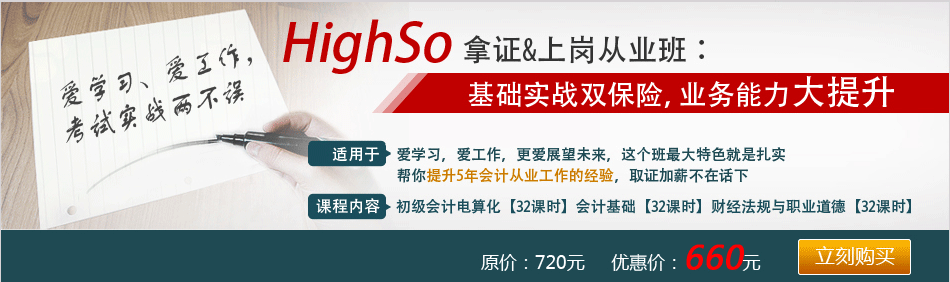 爱学习、爱工作，
考试实战两不误
HighSo 拿证&上岗从业班：
基础实战双保险，业务能力大提升
适用于 爱学习，爱工作，更爱展望未来，这个班最大特色就是扎实
帮你提升5年会计从业工作的经验，取证加薪不在话下
课程内容 初级会计电算化【32课时】会计基础【32课时】财经法规与职业道德【32课时】
原价：720元 优惠价：660元 立刻购买